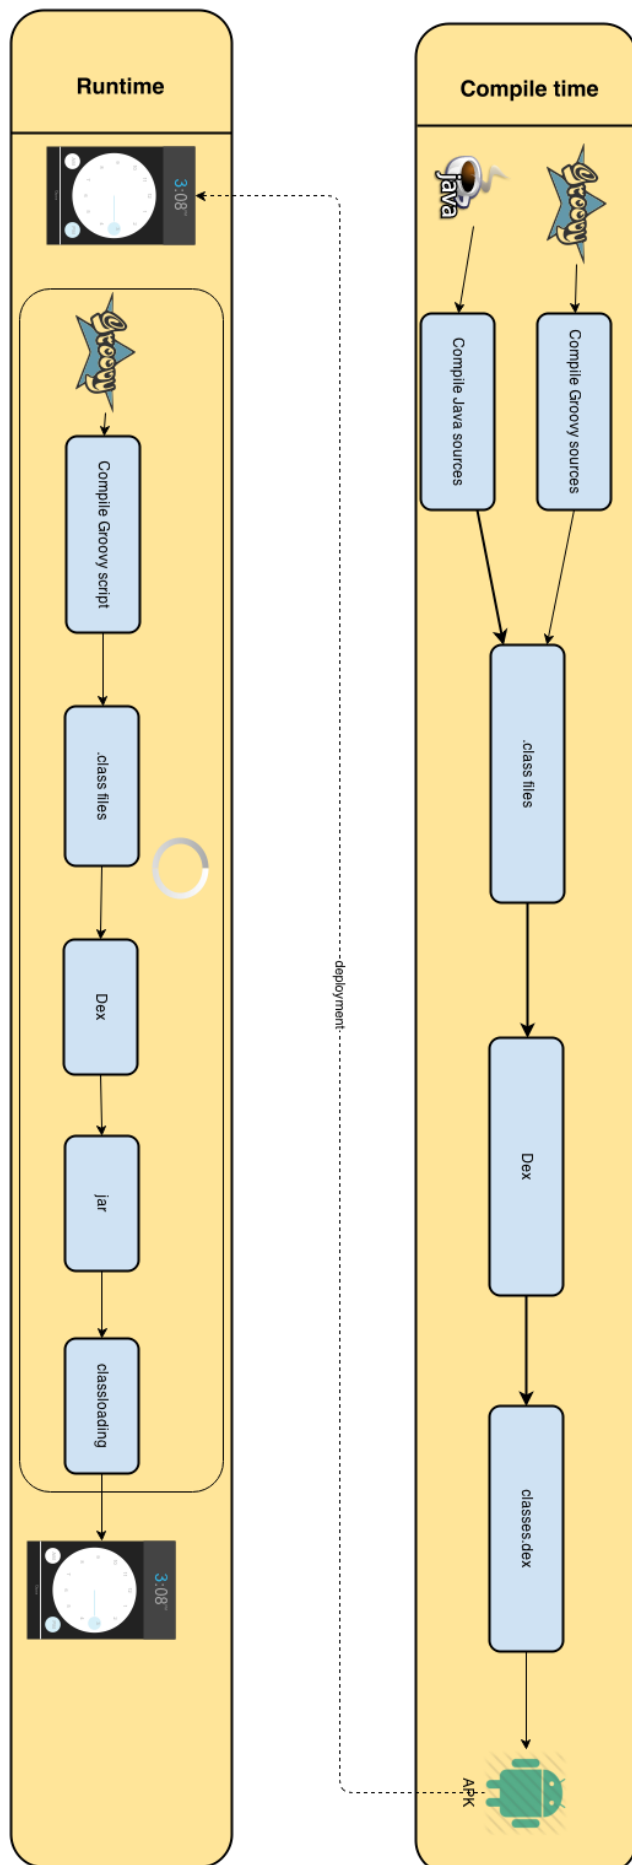 Runtime
3:08
Groovy
Compile Groovy script
.class files
Dex
jar
classloading
3:08
deployment
Compile time
java
Groovy
Compile Java sources
Compile Groovy sources
.class files
Dex
classes.dex
APK